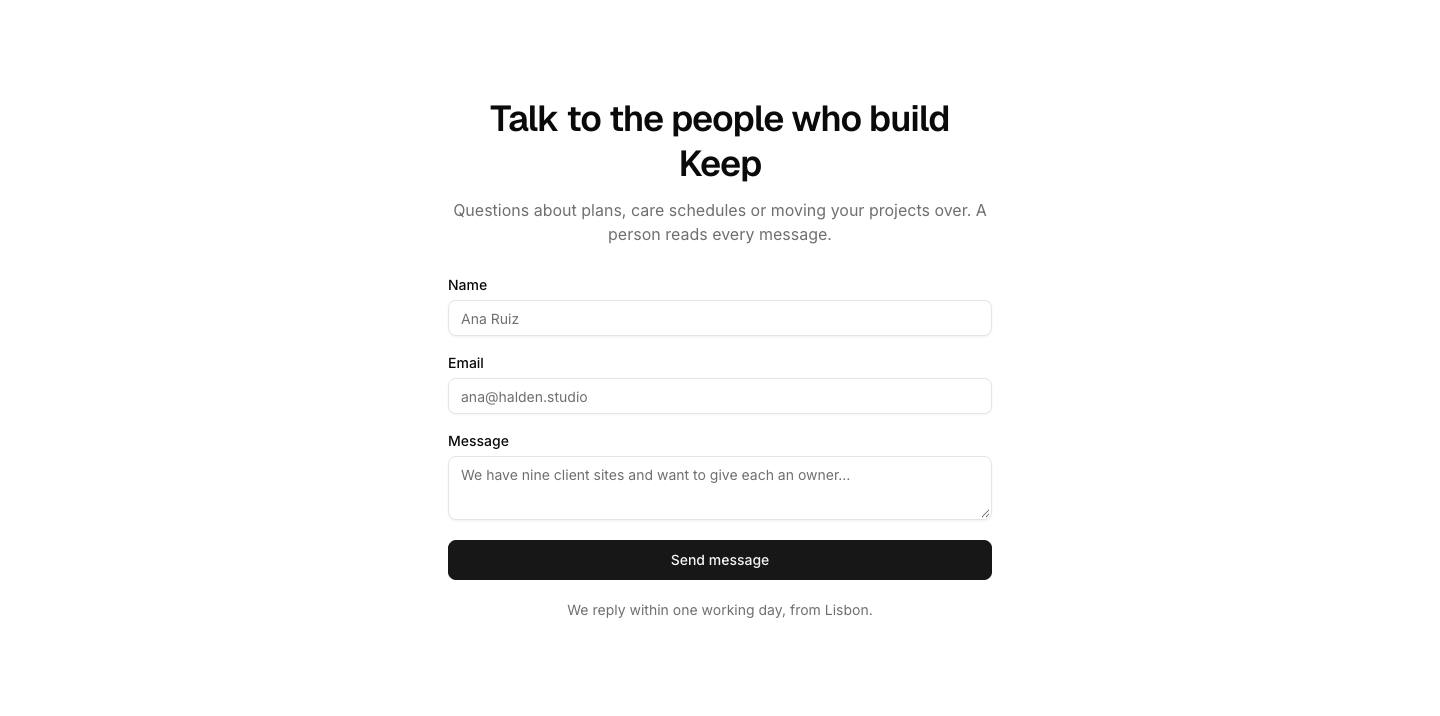 Talk to the people who build
Keep
Questions about plans, care schedules or moving your projects over. A
person reads every message.
Name
Ana Ruiz
Email
ana@halden.studio
Message
We have nine client sites and want to give each an owner...
Send message
We reply within one working day, from Lisbon.